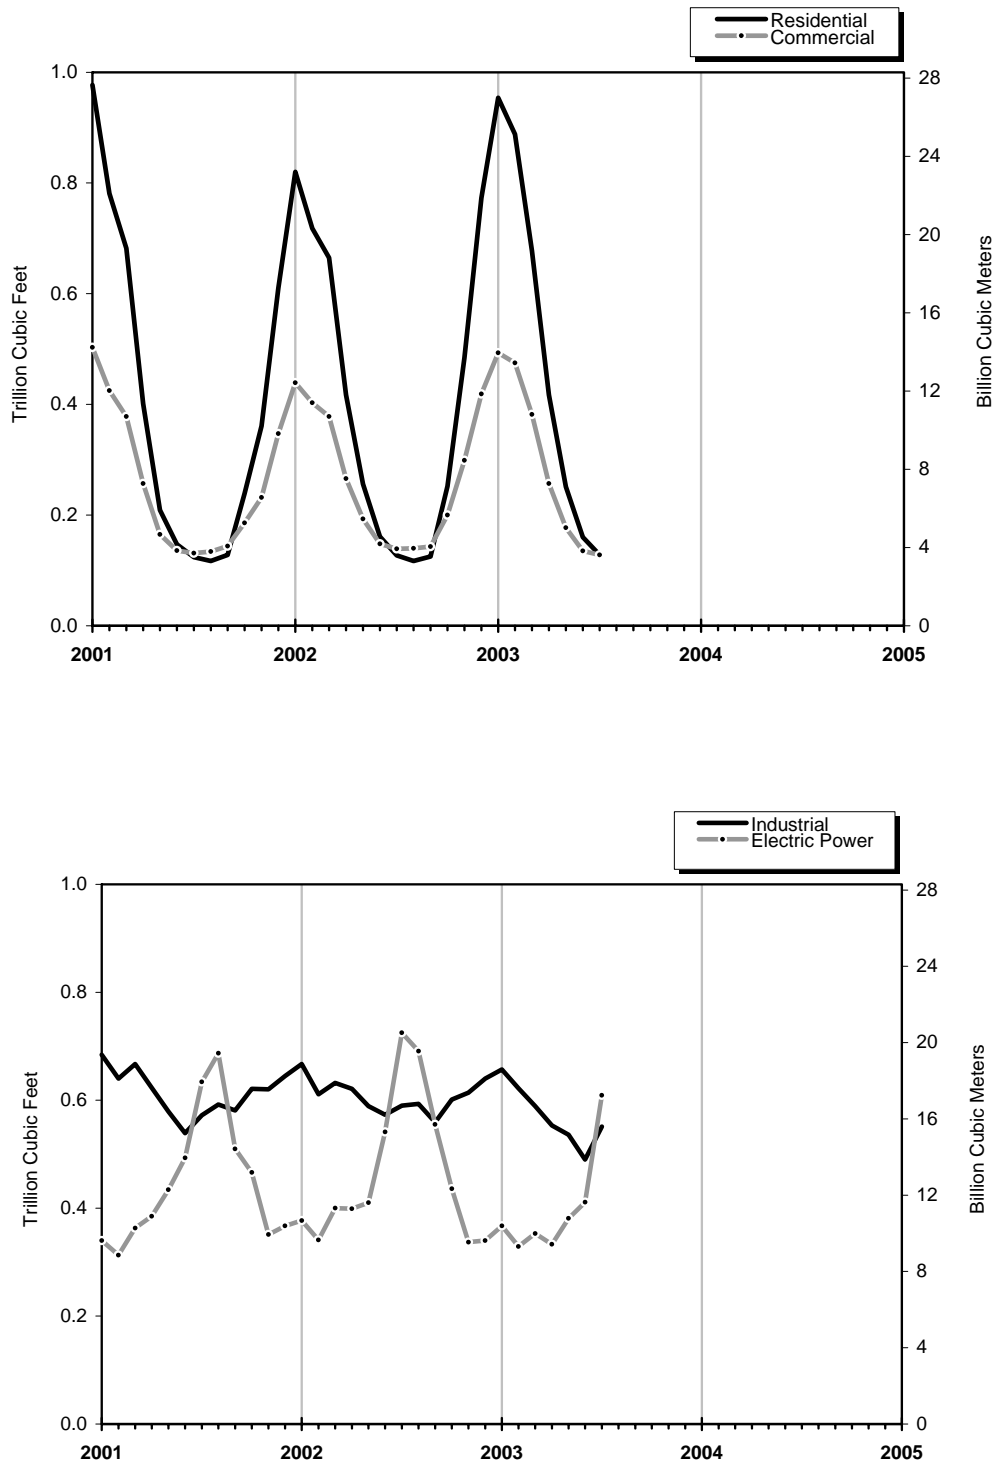 Residential
Commercial
1.0
0.8
0.6
0.4
0.2
0.0
Trillion Cubic Feet
28
24
20
16
12
8
4
0
Billion Cubic Meters
2001 2002 2003 2004 2005
Industrial
Electric Power
1.0
0.8
0.6
0.4
0.2
0.0
Trillion Cubic Feet
28
24
20
16
12
8
4
0
Billion Cubic Meters
2001 2002 2003 2004 2005